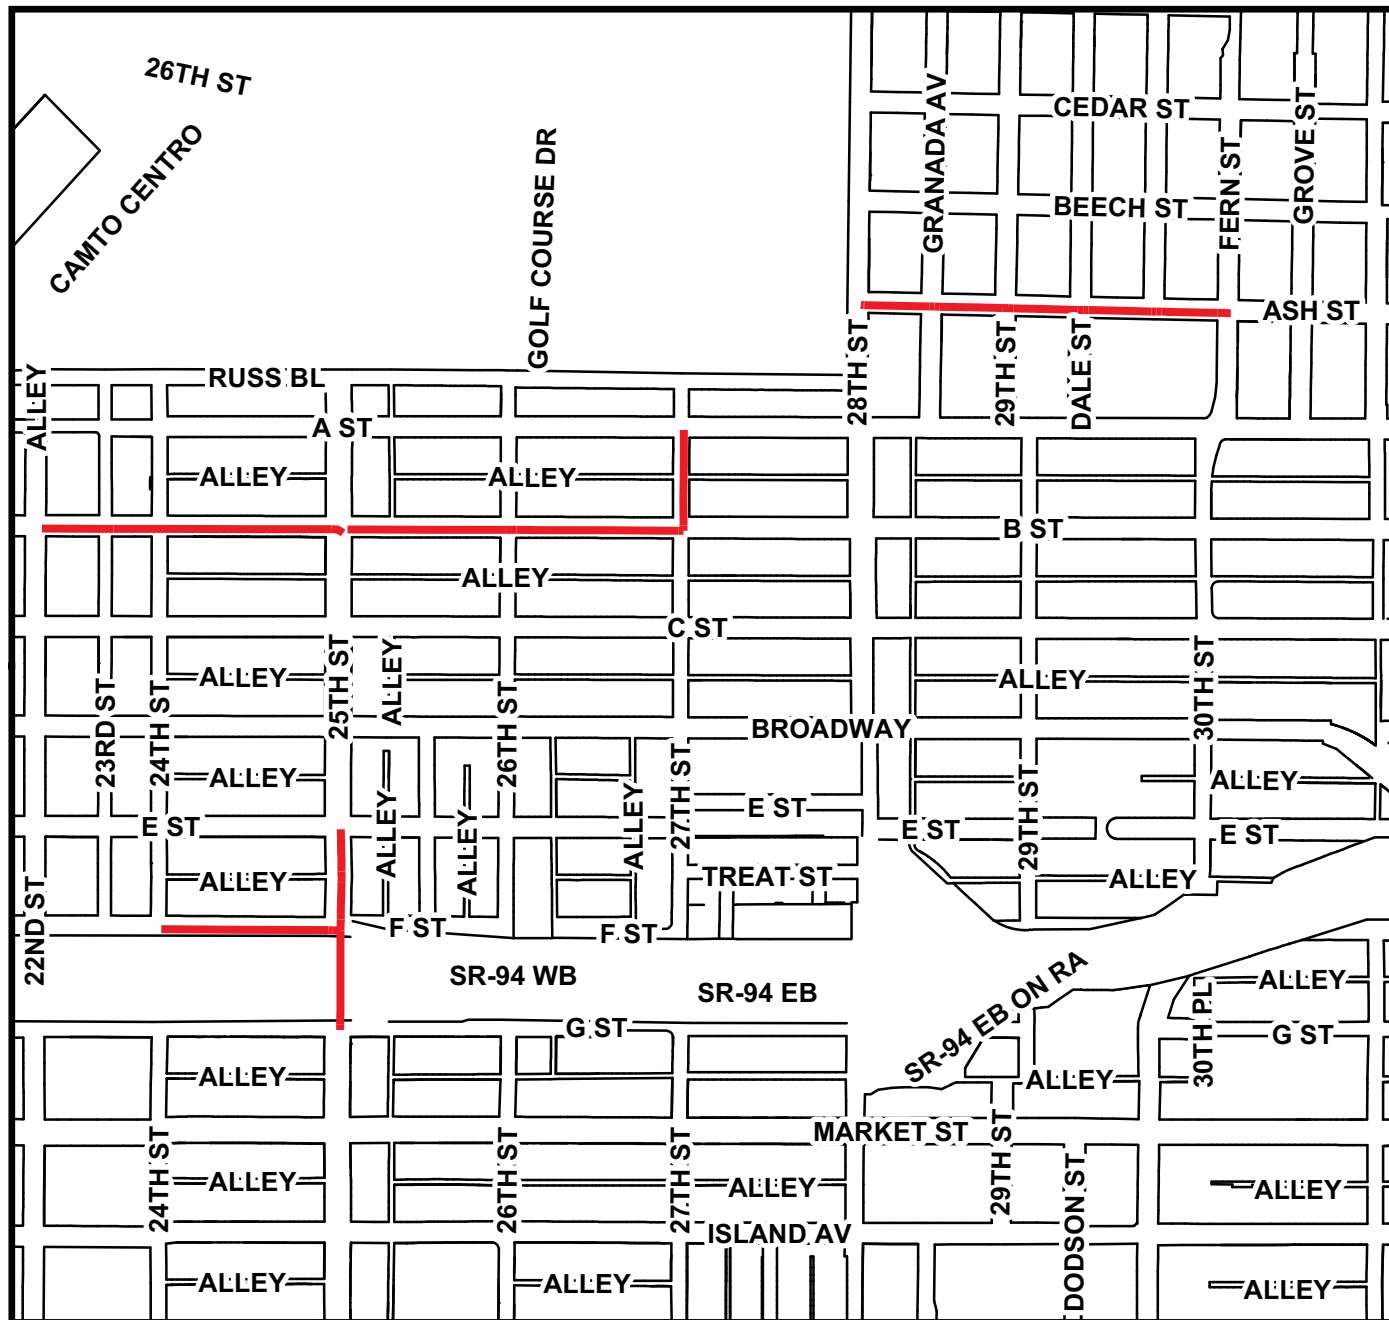 26TH ST
CAMTO CENTRO
GOLF COURSE DR
GRANADA AV
CEDAR ST
GROVE ST
FERN ST
BEECH ST
ASH ST
28TH ST
29TH ST
DALE ST
ALLEY
RUSS BL
A ST
ALLEY
ALLEY
B ST
ALLEY
C ST
25TH ST
ALLEY
ALLEY
23RD ST
24TH ST
26TH ST
ALLEY
30TH ST
BROADWAY
27TH ST
ALLEY
ALLEY
29TH ST
ALLEY
ALLEY
ALLEY
E ST
E ST
E ST
E ST
22ND ST
ALLEY
TREAT ST
ALLEY
F ST
F ST
SR-94 WB
SR-94 EB
SR-94 EB ON RA
ALLEY
30TH PL
G ST
G ST
ALLEY
ALLEY
MARKET ST
29TH ST
24TH ST
26TH ST
27TH ST
ALLEY
ALLEY
ALLEY
DODSON ST
ISLAND AV
ALLEY
ALLEY
ALLEY